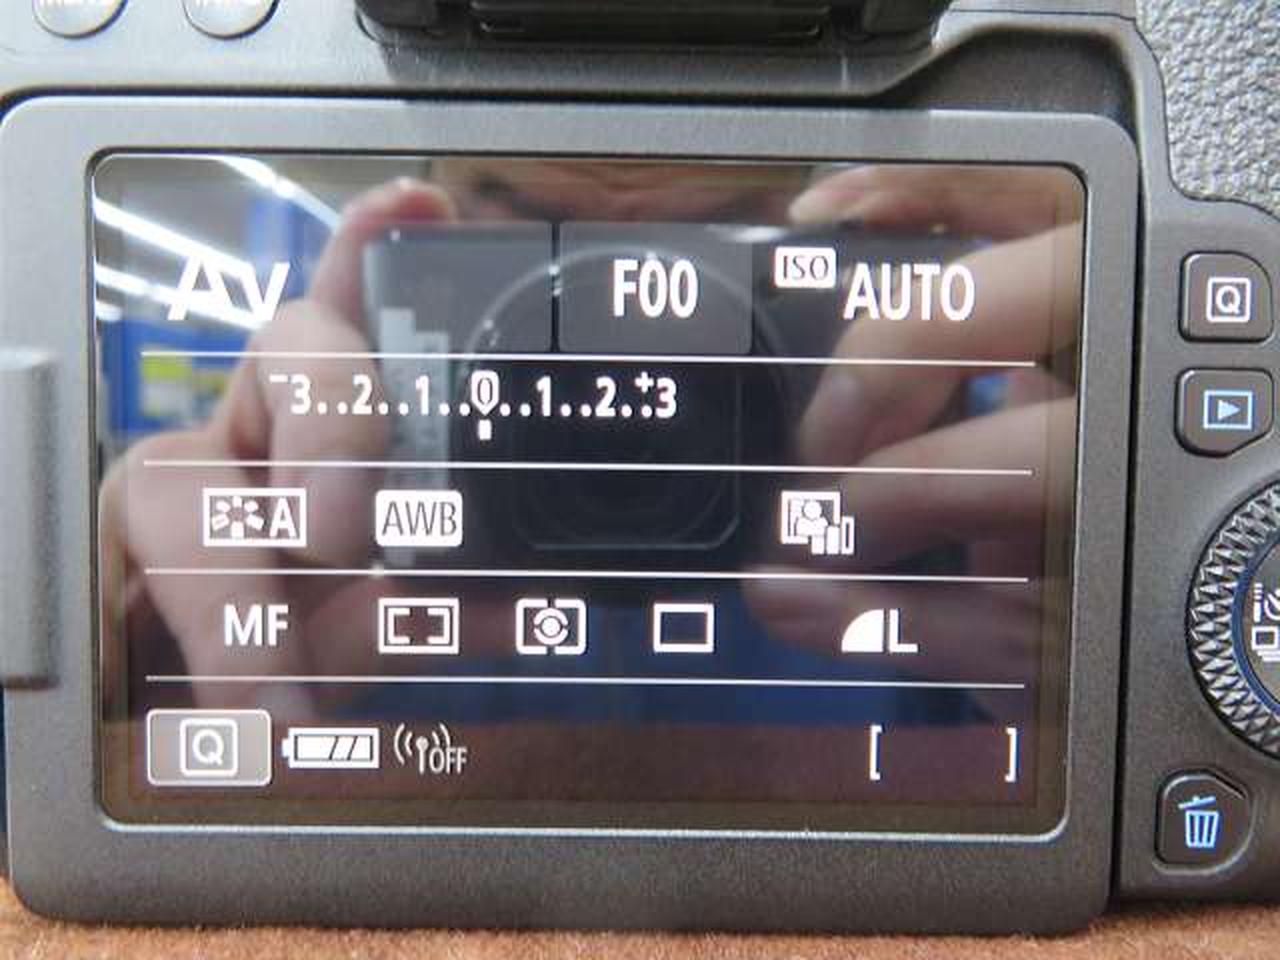 Av F00 ISO AUTO
-3..2..1..0..1..2..+3
A AWB
MF L
Q OFF [ ]
Q